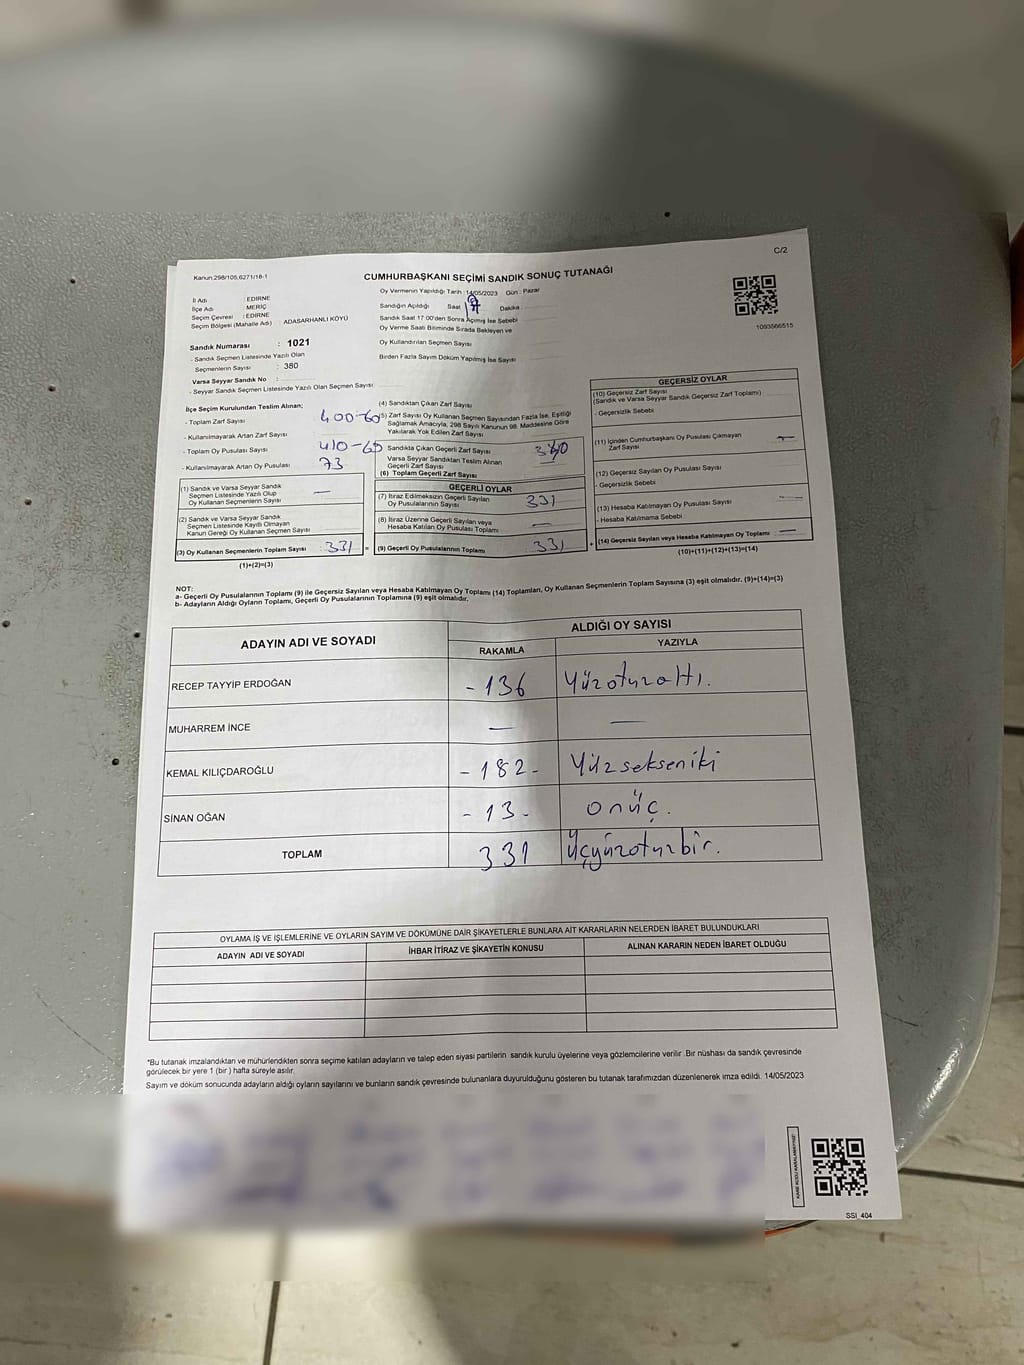 C/2
Kanun:298/105,6271/18-1
CUMHURBAŞKANI SEÇİMİ SANDIK SONUÇ TUTANAĞI
1093566515
İl Adı : EDİRNE
İlçe Adı : MERİÇ
Seçim Çevresi : EDİRNE
Seçim Bölgesi (Mahalle Adı) : ADASARHANLI KÖYÜ
Sandık Numarası : 1021
- Sandık Seçmen Listesinde Yazılı Olan
Seçmenlerin Sayısı : 380
Varsa Seyyar Sandık No :
- Seyyar Sandık Seçmen Listesinde Yazılı Olan Seçmen Sayısı:
Oy Vermenin Yapıldığı Tarih :14/05/2023 Gün : Pazar
Sandığın Açıldığı Saat Dakika
Sandık Saat 17:00'den Sonra Açılmış İse Sebebi
Oy Verme Saati Bitiminde Sırada Bekleyen ve
Oy Kullandırılan Seçmen Sayısı
Birden Fazla Sayım Döküm Yapılmış İse Sayısı
İlçe Seçim Kurulundan Teslim Alınan;
- Toplam Zarf Sayısı 400-60
- Kullanılmayarak Artan Zarf Sayısı
- Toplam Oy Pusulası Sayısı 410-65
- Kullanılmayarak Artan Oy Pusulası 73
(1) Sandık ve Varsa Seyyar Sandık
Seçmen Listesinde Yazılı Olup
Oy Kullanan Seçmenlerin Sayısı —
(2) Sandık ve Varsa Seyyar Sandık
Seçmen Listesinde Kayıtlı Olmayan
Kanun Gereği Oy Kullanan Seçmen Sayısı
(3) Oy Kullanan Seçmenlerin Toplam Sayısı 331 =
(1)+(2)=(3)
(4) Sandıktan Çıkan Zarf Sayısı
(5) Zarf Sayısı Oy Kullanan Seçmen Sayısından Fazla İse, Eşitliği
Sağlamak Amacıyla, 298 Sayılı Kanunun 98. Maddesine Göre
Yakılarak Yok Edilen Zarf Sayısı
Sandıkta Çıkan Geçerli Zarf Sayısı
Varsa Seyyar Sandıktan Teslim Alınan
Geçerli Zarf Sayısı —
(6) Toplam Geçerli Zarf Sayısı
GEÇERLİ OYLAR
(7) İtiraz Edilmeksizin Geçerli Sayılan
Oy Pusulalarının Sayısı 331
(8) İtiraz Üzerine Geçerli Sayılan veya
Hesaba Katılan Oy Pusulası Toplamı —
(9) Geçerli Oy Pusulalarının Toplamı 331 +
GEÇERSİZ OYLAR
(10) Geçersiz Zarf Sayısı
(Sandık ve Varsa Seyyar Sandık Geçersiz Zarf Toplamı)
- Geçersizlik Sebebi
(11) İçinden Cumhurbaşkanı Oy Pusulası Çıkmayan
Zarf Sayısı —
(12) Geçersiz Sayılan Oy Pusulası Sayısı
- Geçersizlik Sebebi
(13) Hesaba Katılmayan Oy Pusulası Sayısı —
- Hesaba Katılmama Sebebi
(14) Geçersiz Sayılan veya Hesaba Katılmayan Oy Toplamı —
(10)+(11)+(12)+(13)=(14)
NOT:
a- Geçerli Oy Pusulalarının Toplamı (9) ile Geçersiz Sayılan veya Hesaba Katılmayan Oy Toplamı (14) Toplamları, Oy Kullanan Seçmenlerin Toplam Sayısına (3) eşit olmalıdır. (9)+(14)=(3)
b- Adayların Aldığı Oyların Toplamı, Geçerli Oy Pusulalarının Toplamına (9) eşit olmalıdır.
ADAYIN ADI VE SOYADI ALDIĞI OY SAYISI
RAKAMLA YAZIYLA
RECEP TAYYİP ERDOĞAN - 136 Yüzotuzaltı.
MUHARREM İNCE — —
KEMAL KILIÇDAROĞLU - 182 - Yüzsekseniki
SİNAN OĞAN - 13 - onüç.
TOPLAM 331 Üçyüzotuzbir.
OYLAMA İŞ VE İŞLEMLERİNE VE OYLARIN SAYIM VE DÖKÜMÜNE DAİR ŞİKAYETLERLE BUNLARA AİT KARARLARIN NELERDEN İBARET BULUNDUKLARI
ADAYIN ADI VE SOYADI İHBAR İTİRAZ VE ŞİKAYETİN KONUSU ALINAN KARARIN NEDEN İBARET OLDUĞU
*Bu tutanak imzalandıktan ve mühürlendikten sonra seçime katılan adayların ve talep eden siyasi partilerin sandık kurulu üyelerine veya gözlemcilerine verilir .Bir nüshası da sandık çevresinde
görülecek bir yere 1 (bir ) hafta süreyle asılır.
Sayım ve döküm sonucunda adayların aldığı oyların sayılarını ve bunların sandık çevresinde bulunanlara duyurulduğunu gösteren bu tutanak tarafımızdan düzenlenerek imza edildi. 14/05/2023
KARE KODU KARALAMAYINIZ!
SSI_404